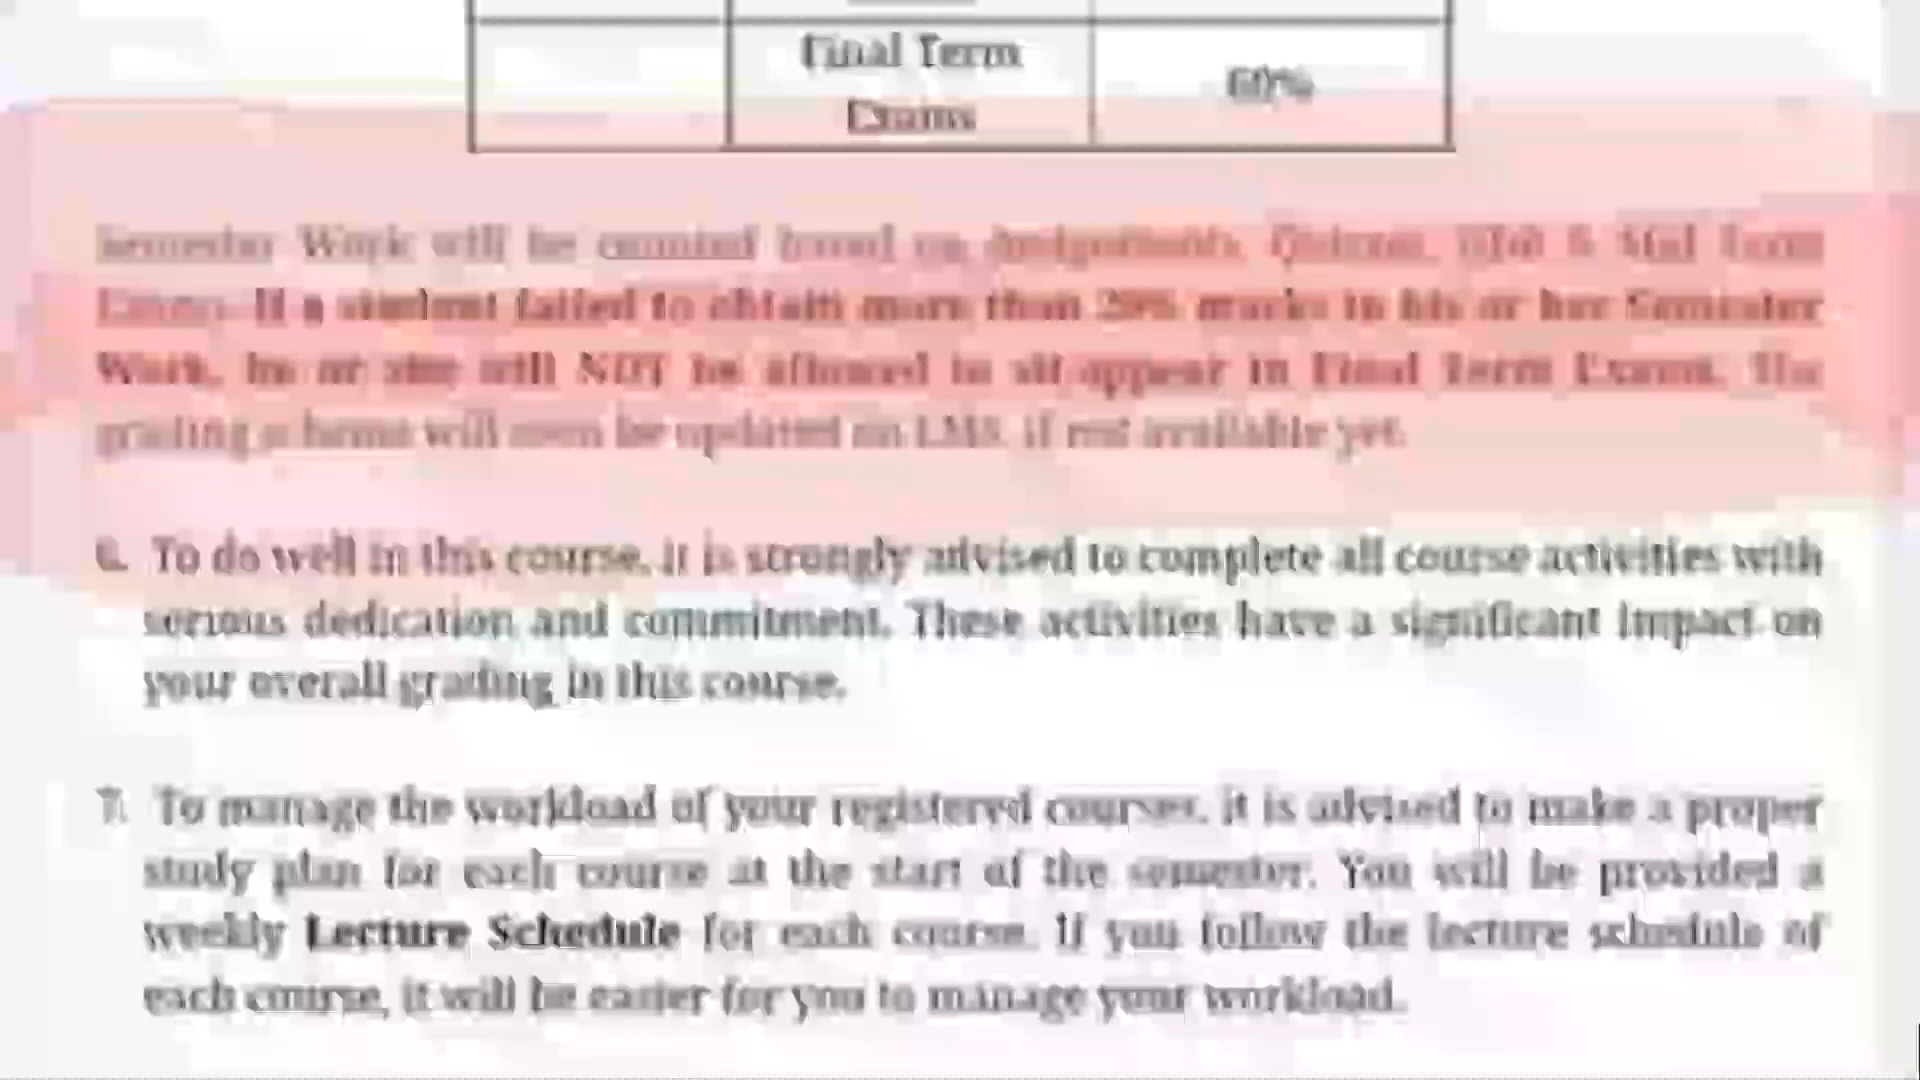 Final Term
60%
Exams
Semester Work will be counted based on Assignments, Quizzes, GDB & Mid Term
Exams. If a student failed to obtain more than 20% marks in his or her Semester
Work, he or she will NOT be allowed to sit/appear in Final Term Exams. The
grading scheme will soon be updated on LMS, if not available yet.
6. To do well in this course, it is strongly advised to complete all course activities with
serious dedication and commitment. These activities have a significant impact on
your overall grading in this course.
7. To manage the workload of your registered courses, it is advised to make a proper
study plan for each course at the start of the semester. You will be provided a
weekly Lecture Schedule for each course. If you follow the lecture schedule of
each course, it will be easier for you to manage your workload.